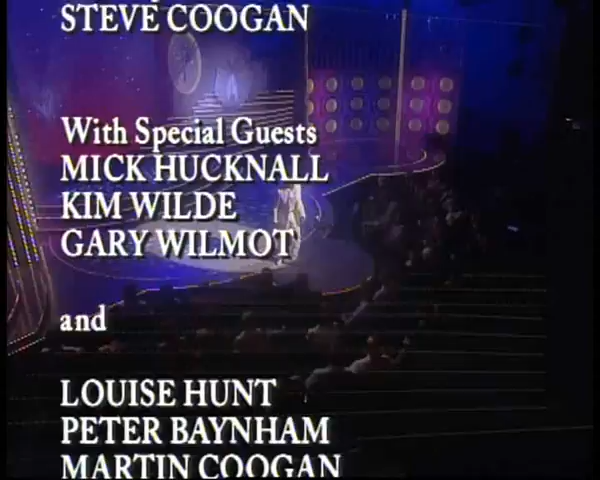 STEVE COOGAN
With Special Guests
MICK HUCKNALL
KIM WILDE
GARY WILMOT
and
LOUISE HUNT
PETER BAYNHAM
MARTIN COOGAN